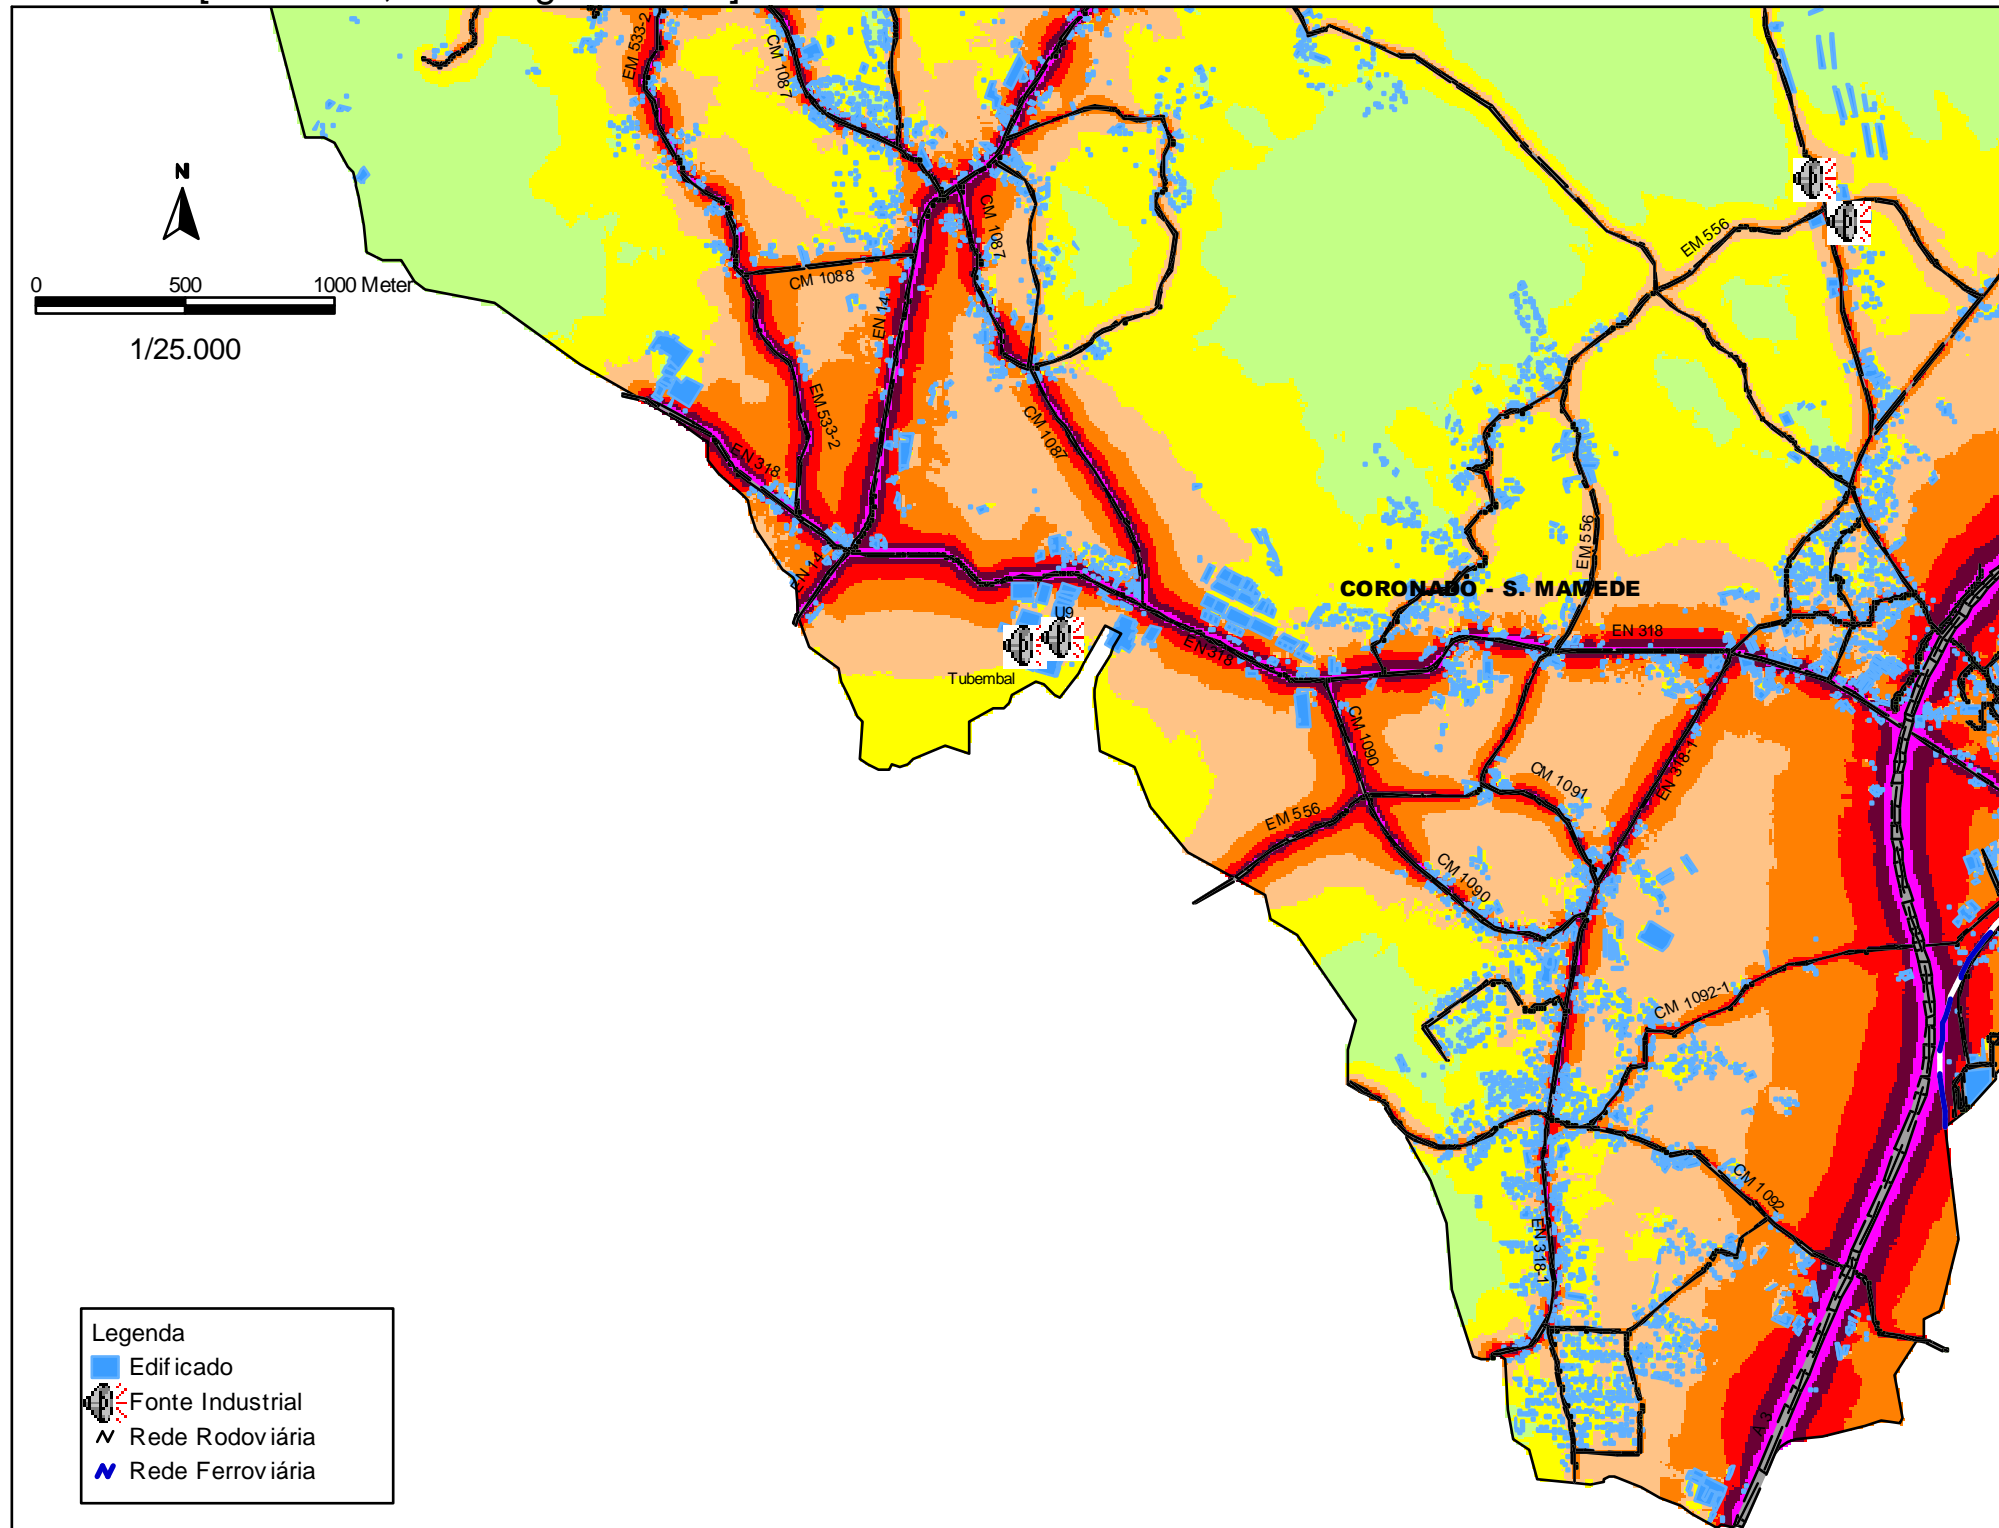 EM 533-2
CM 1087
N
0 500 1000 Meter
1/25.000
CM 1087
EM 556
CM 1088
EN 14
EM 533-2
CM 1087
EN 318
EN 14
EM 556
CORONADO - S. MAMEDE
U9
EN 318
EN 318
Tubembal
CM 1090
EN 318-1
CM 1091
EM 556
CM 1090
CM 1092-1
CM 1092
EN 318-1
A 3
Legenda
Edificado
Fonte Industrial
Rede Rodoviária
Rede Ferroviária